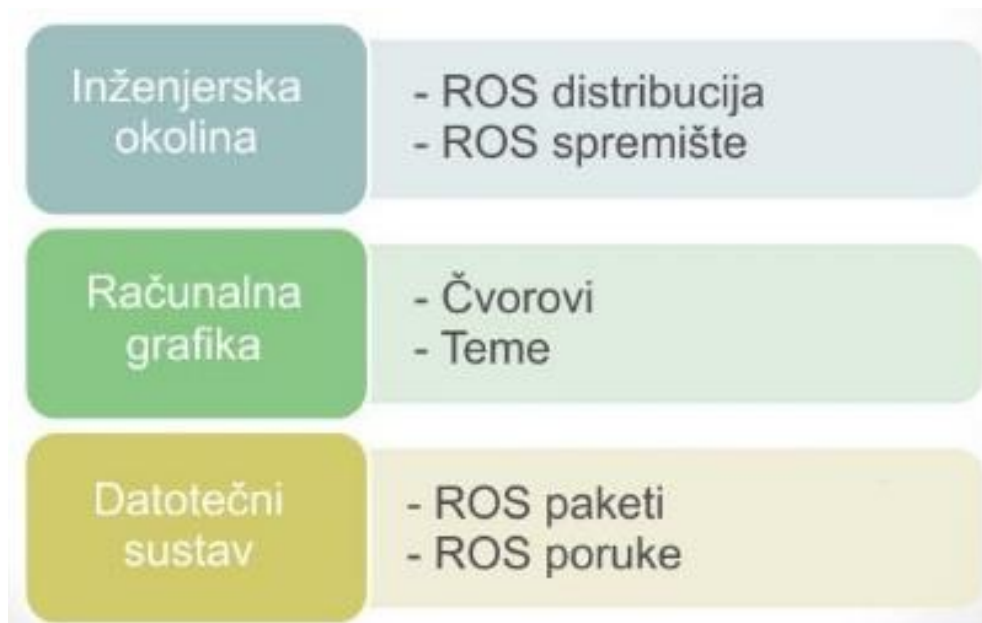 Inženjerska
okolina
- ROS distribucija
- ROS spremište
Računalna
grafika
- Čvorovi
- Teme
Datotečni
sustav
- ROS paketi
- ROS poruke